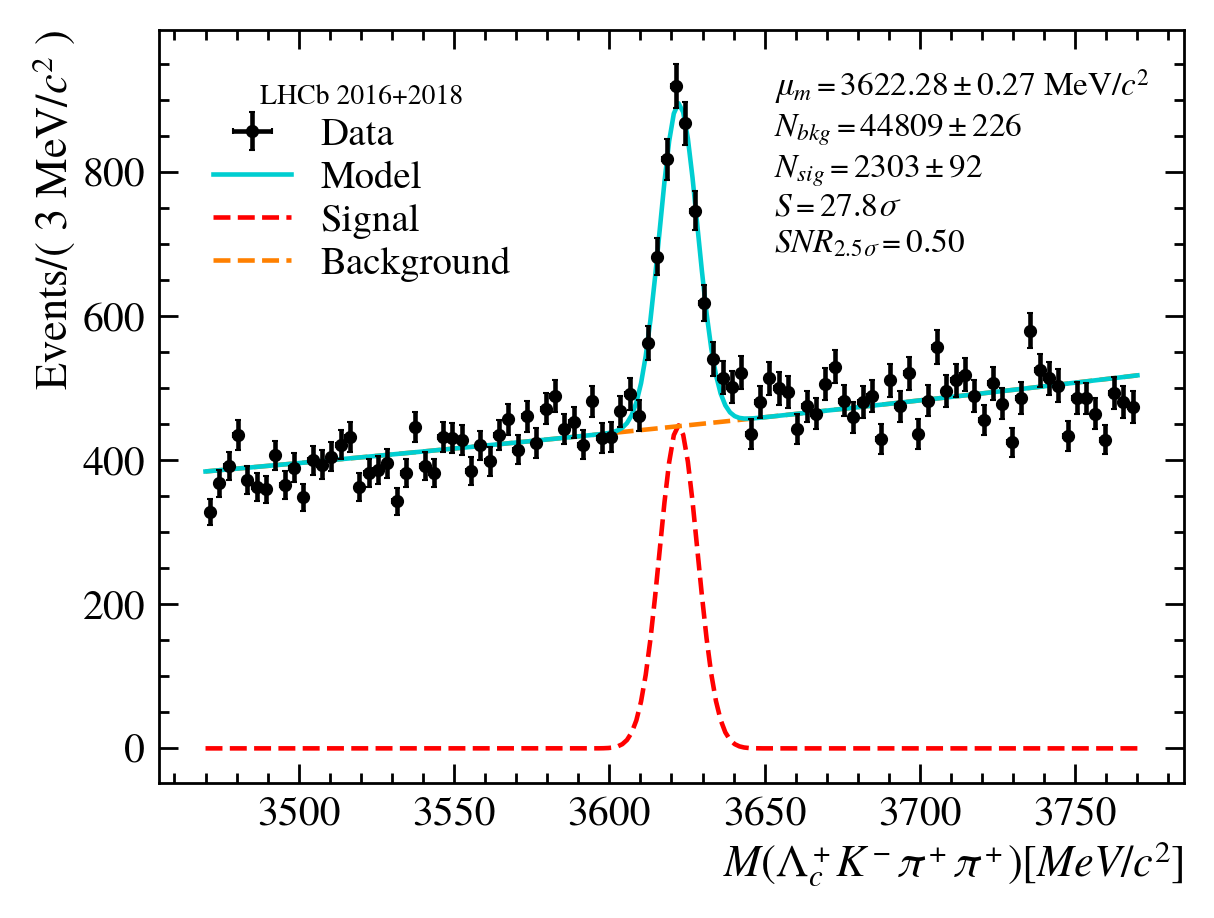 Events/( 3 MeV/c² )
LHCb 2016+2018
Data
Model
Signal
Background
μₘ = 3622.28 ± 0.27 MeV/c²
N_bkg = 44809 ± 226
N_sig = 2303 ± 92
S = 27.8σ
SNR_2.5σ = 0.50
800
600
400
200
0
3500 3550 3600 3650 3700 3750
M(Λ_c⁺K⁻π⁺π⁺)[MeV/c²]